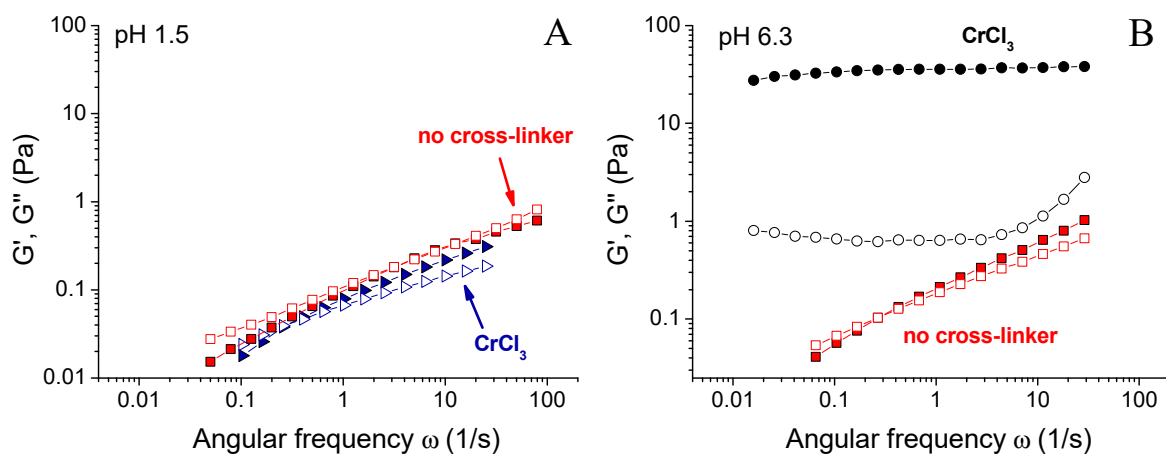 pH 1.5
A
100
10
1
0.1
0.01
G', G'' (Pa)
no cross-linker
CrCl3
0.01
0.1
1
10
100
Angular frequency ω (1/s)
pH 6.3
B
CrCl3
100
10
1
0.1
G', G'' (Pa)
no cross-linker
0.01
0.1
1
10
100
Angular frequency ω (1/s)